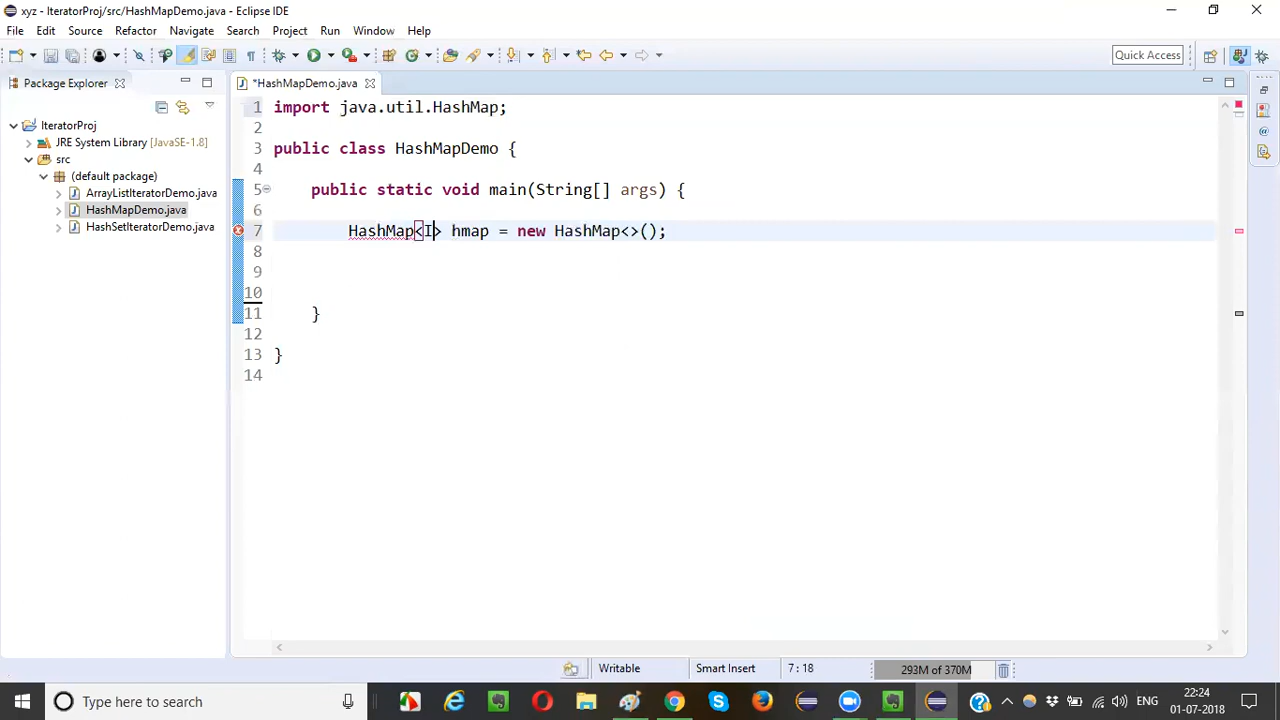 xyz - IteratorProj/src/HashMapDemo.java - Eclipse IDE
File Edit Source Refactor Navigate Search Project Run Window Help
Quick Access
Package Explorer
*HashMapDemo.java
IteratorProj
JRE System Library [JavaSE-1.8]
src
(default package)
ArrayListIteratorDemo.java
HashMapDemo.java
HashSetIteratorDemo.java
1 import java.util.HashMap;
2
3 public class HashMapDemo {
4
5 public static void main(String[] args) {
6
7 HashMap<I> hmap = new HashMap<>();
8
9
10
11 }
12
13 }
14
Writable
Smart Insert
7 : 18
293M of 370M
Type here to search
ENG
22:24
01-07-2018